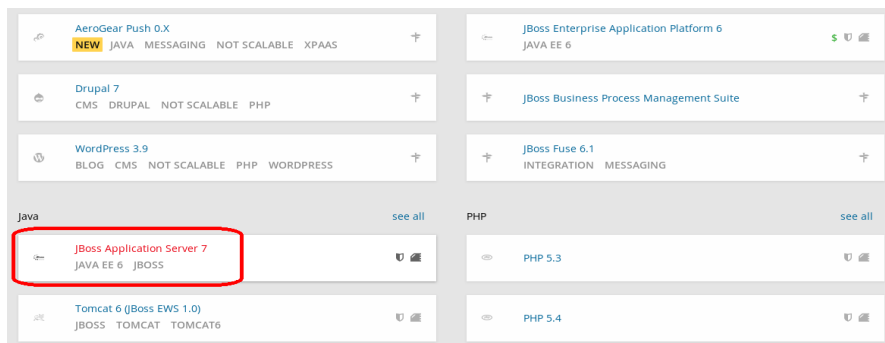 AeroGear Push 0.X
NEW JAVA MESSAGING NOT SCALABLE XPAAS
JBoss Enterprise Application Platform 6
JAVA EE 6
$
Drupal 7
CMS DRUPAL NOT SCALABLE PHP
JBoss Business Process Management Suite
WordPress 3.9
BLOG CMS NOT SCALABLE PHP WORDPRESS
JBoss Fuse 6.1
INTEGRATION MESSAGING
Java see all
PHP see all
JBoss Application Server 7
JAVA EE 6 JBOSS
PHP 5.3
Tomcat 6 (JBoss EWS 1.0)
JBOSS TOMCAT TOMCAT6
PHP 5.4